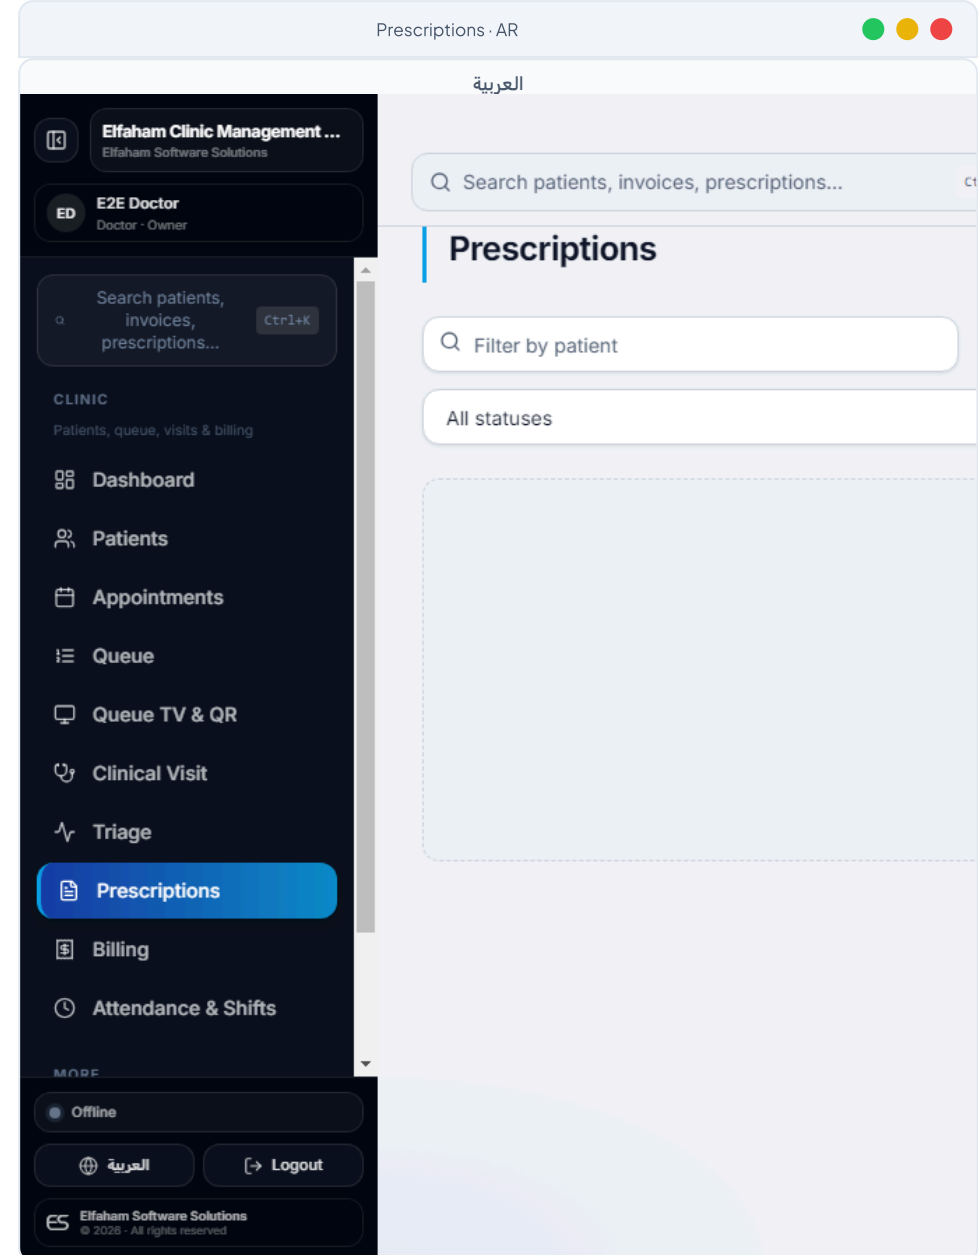 Prescriptions · AR
العربية
Elfaham Clinic Management ...
Elfaham Software Solutions
ED
E2E Doctor
Doctor · Owner
Search patients,
invoices,
prescriptions...
Ctrl+K
CLINIC
Patients, queue, visits & billing
Dashboard
Patients
Appointments
Queue
Queue TV & QR
Clinical Visit
Triage
Prescriptions
Billing
Attendance & Shifts
MORE
Offline
العربية
Logout
ES
Elfaham Software Solutions
© 2026 - All rights reserved
Search patients, invoices, prescriptions...
Ct
Prescriptions
Filter by patient
All statuses